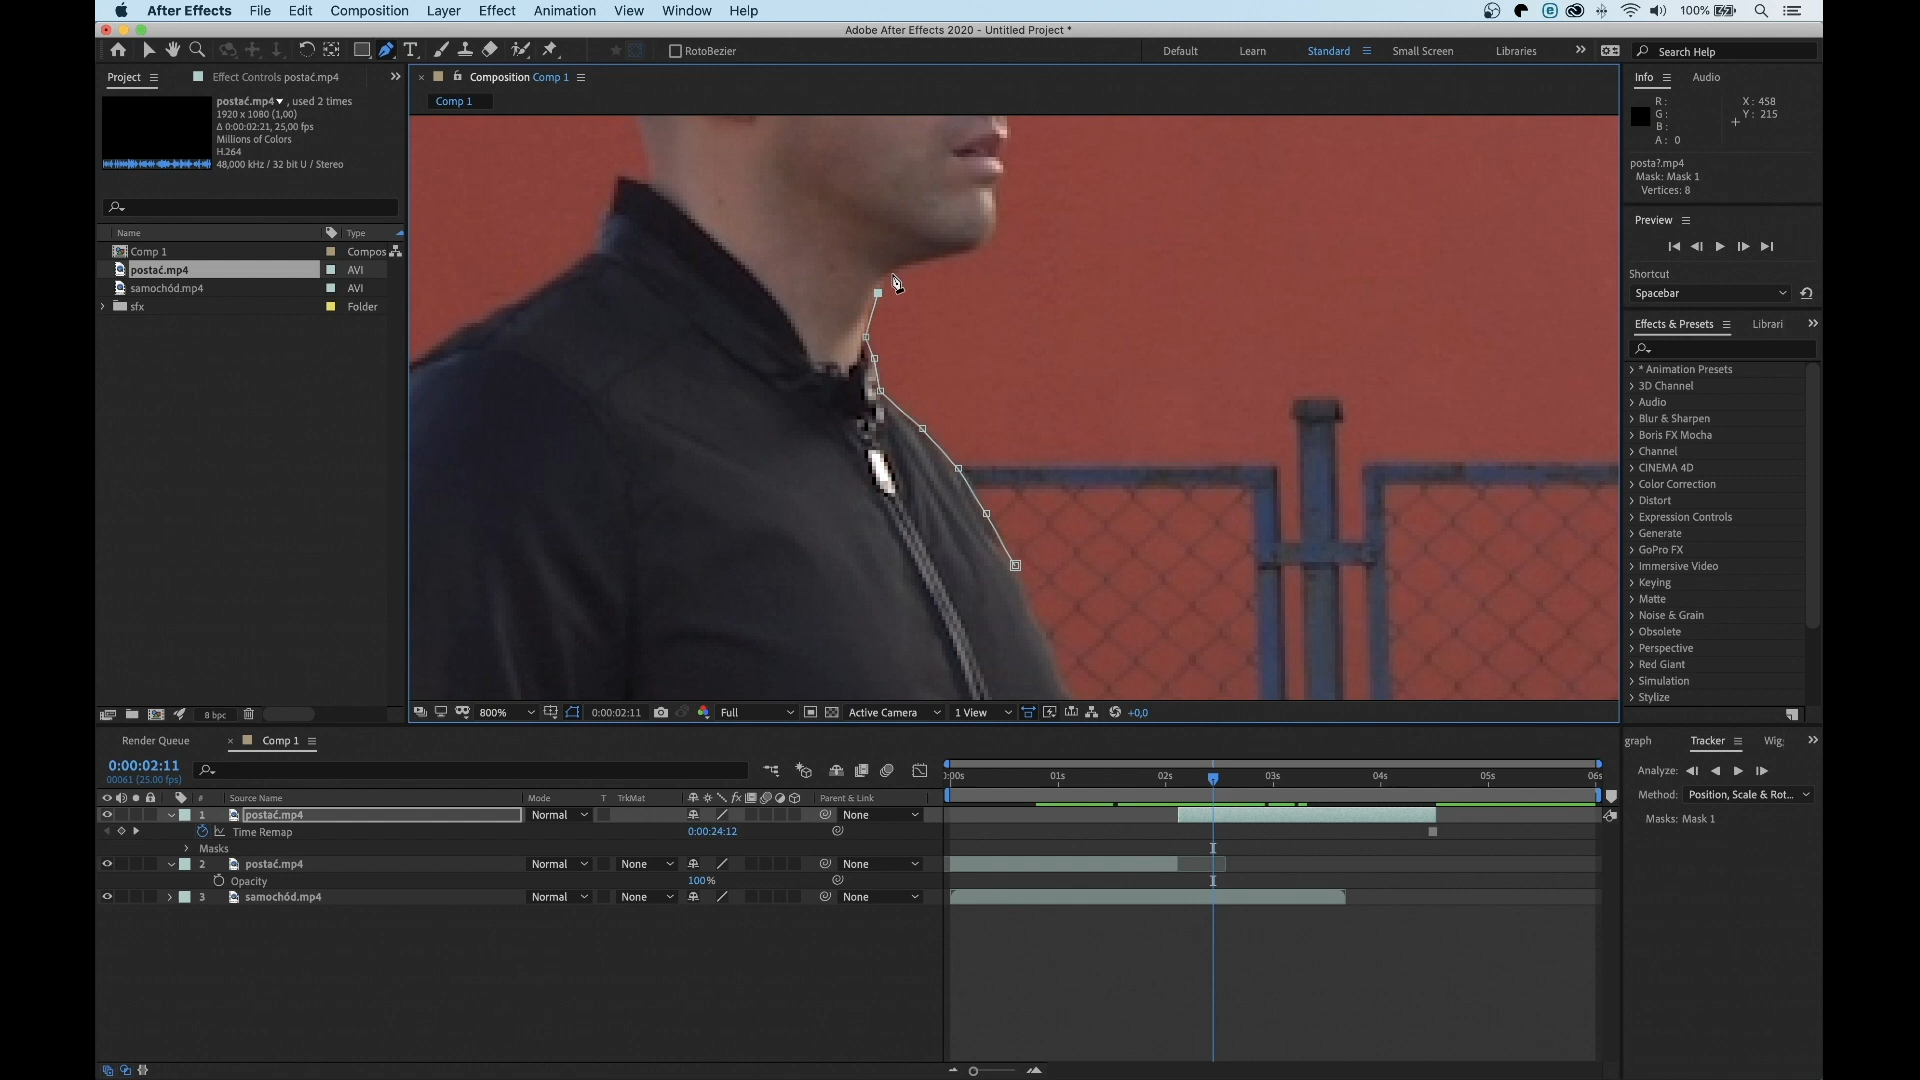 After Effects File Edit Composition Layer Effect Animation View Window Help 100%
Adobe After Effects 2020 - Untitled Project *
RotoBezier Default Learn Standard Small Screen Libraries Search Help
Project Effect Controls postać.mp4 Composition Comp 1 Info Audio
Comp 1
postać.mp4 , used 2 times
1920 x 1080 (1,00)
Δ 0:00:02:21, 25,00 fps
Millions of Colors
H.264
48,000 kHz / 32 bit U / Stereo
R: X: 458
G: Y: 215
B:
A: 0
posta?.mp4
Mask: Mask 1
Vertices: 8
Name Type
Comp 1 Compos
postać.mp4 AVI
samochód.mp4 AVI
sfx Folder
Preview
Shortcut
Spacebar
Effects & Presets Librari
* Animation Presets
3D Channel
Audio
Blur & Sharpen
Boris FX Mocha
Channel
CINEMA 4D
Color Correction
Distort
Expression Controls
Generate
GoPro FX
Immersive Video
Keying
Matte
Noise & Grain
Obsolete
Perspective
Red Giant
Simulation
Stylize
8 bpc 800% 0:00:02:11 Full Active Camera 1 View +0,0
Render Queue Comp 1 graph Tracker Wig
0:00:02:11
00061 (25.00 fps)
:00s 01s 02s 03s 04s 05s 06s
Analyze:
Method: Position, Scale & Rot...
Masks: Mask 1
# Source Name Mode T TrkMat fx Parent & Link
1 postać.mp4 Normal None
Time Remap 0:00:24:12
Masks
2 postać.mp4 Normal None None
Opacity 100%
3 samochód.mp4 Normal None None